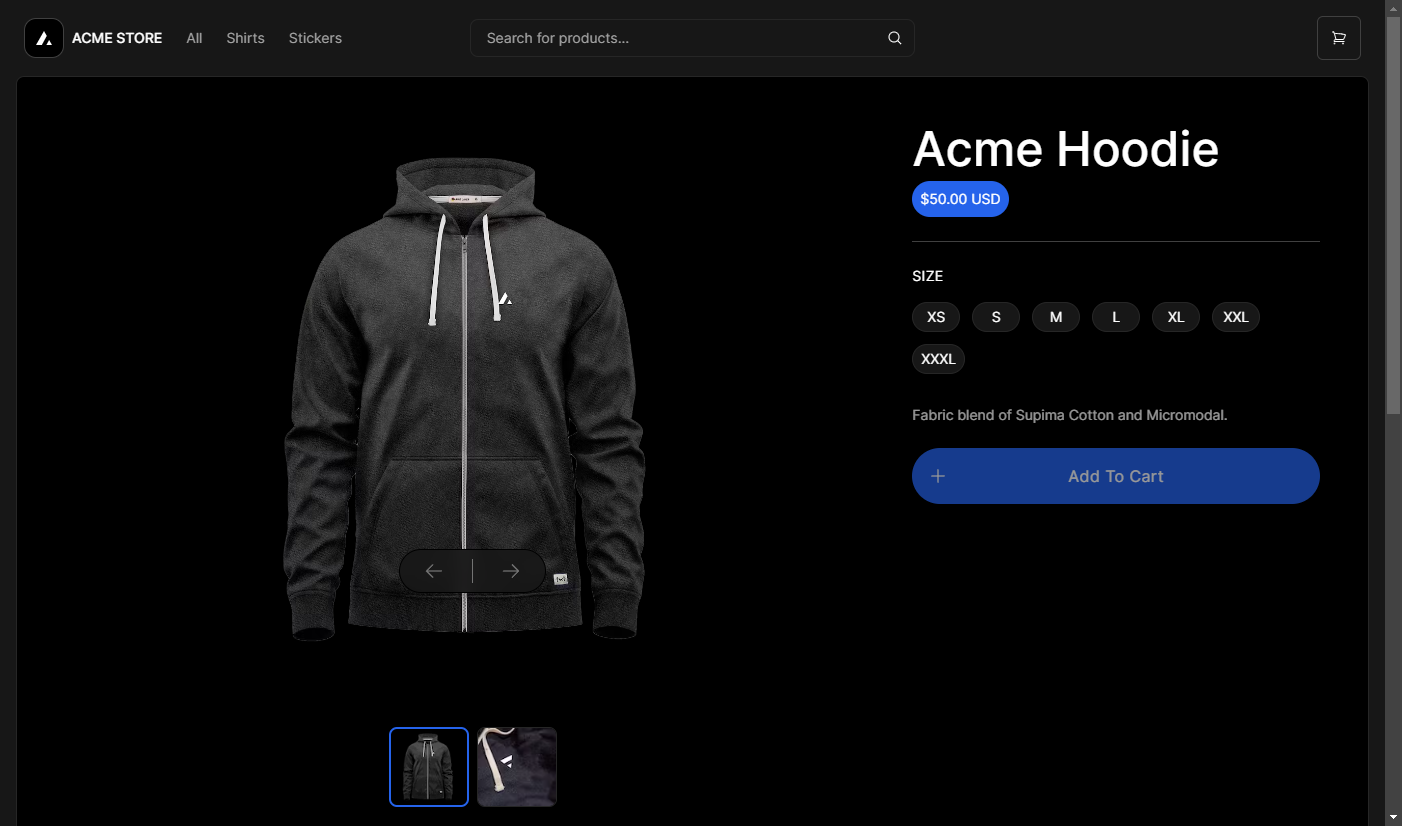 ACME STORE
All
Shirts
Stickers
Search for products...
Acme Hoodie
$50.00 USD
SIZE
XS
S
M
L
XL
XXL
XXXL
Fabric blend of Supima Cotton and Micromodal.
Add To Cart